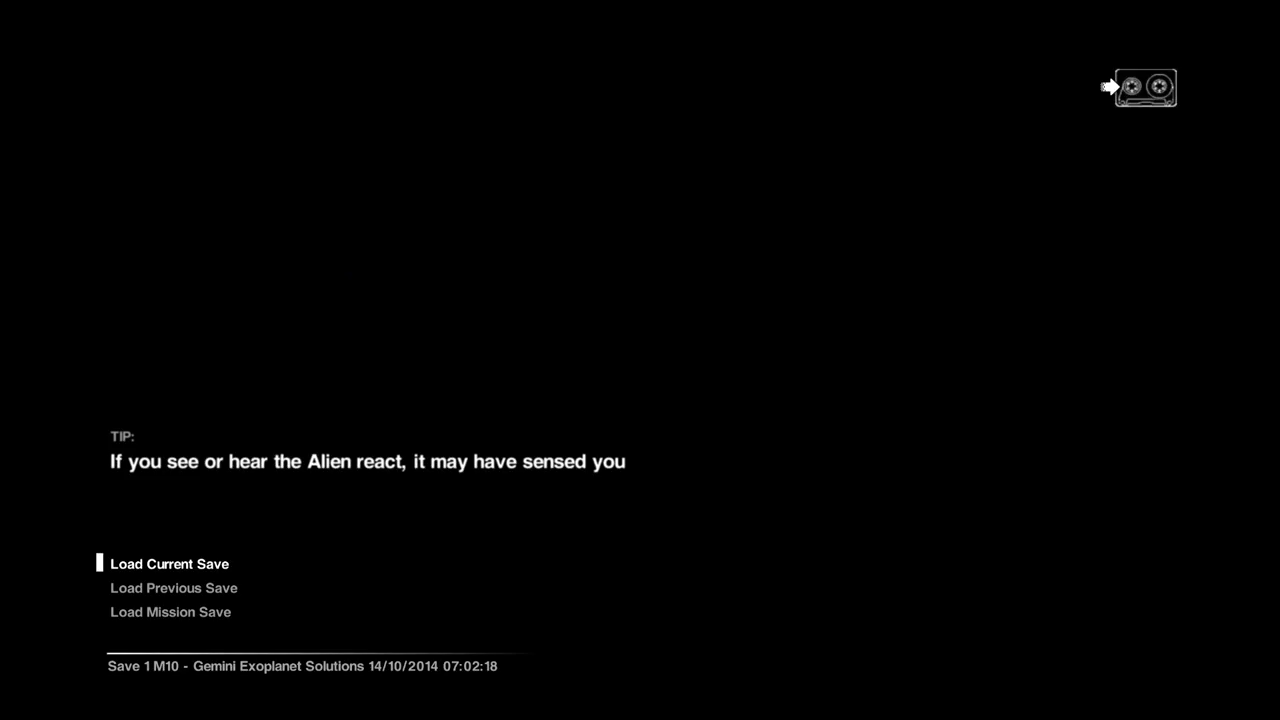 TIP:
If you see or hear the Alien react, it may have sensed you
Load Current Save
Load Previous Save
Load Mission Save
Save 1 M10 - Gemini Exoplanet Solutions 14/10/2014 07:02:18